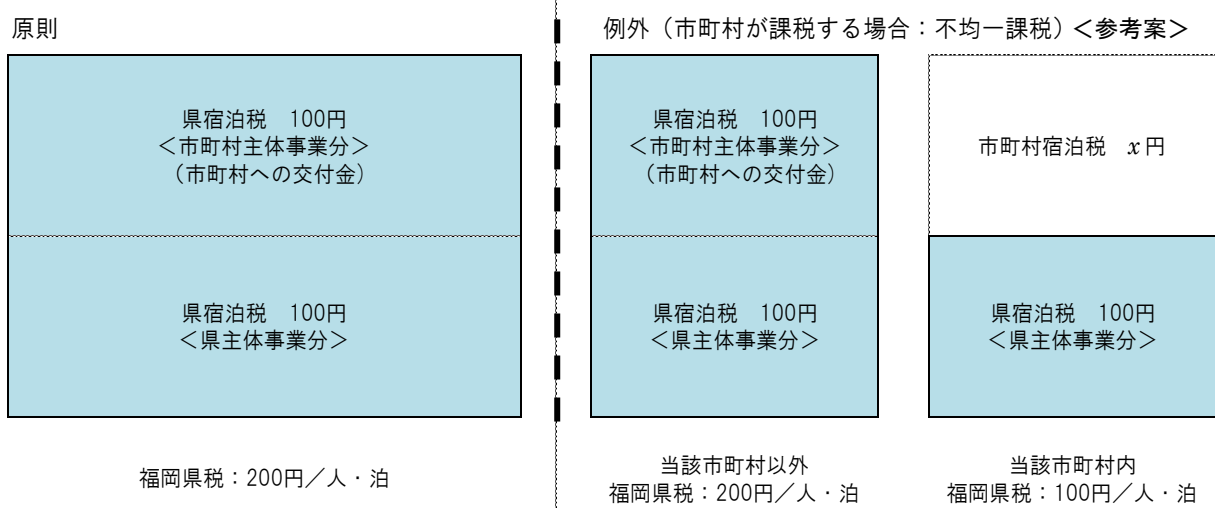 原則
県宿泊税　100円
＜市町村主体事業分＞
（市町村への交付金）
県宿泊税　100円
＜県主体事業分＞
福岡県税：200円／人・泊
例外（市町村が課税する場合：不均一課税）＜参考案＞
県宿泊税　100円
＜市町村主体事業分＞
（市町村への交付金）
県宿泊税　100円
＜県主体事業分＞
当該市町村以外
福岡県税：200円／人・泊
市町村宿泊税　x円
県宿泊税　100円
＜県主体事業分＞
当該市町村内
福岡県税：100円／人・泊